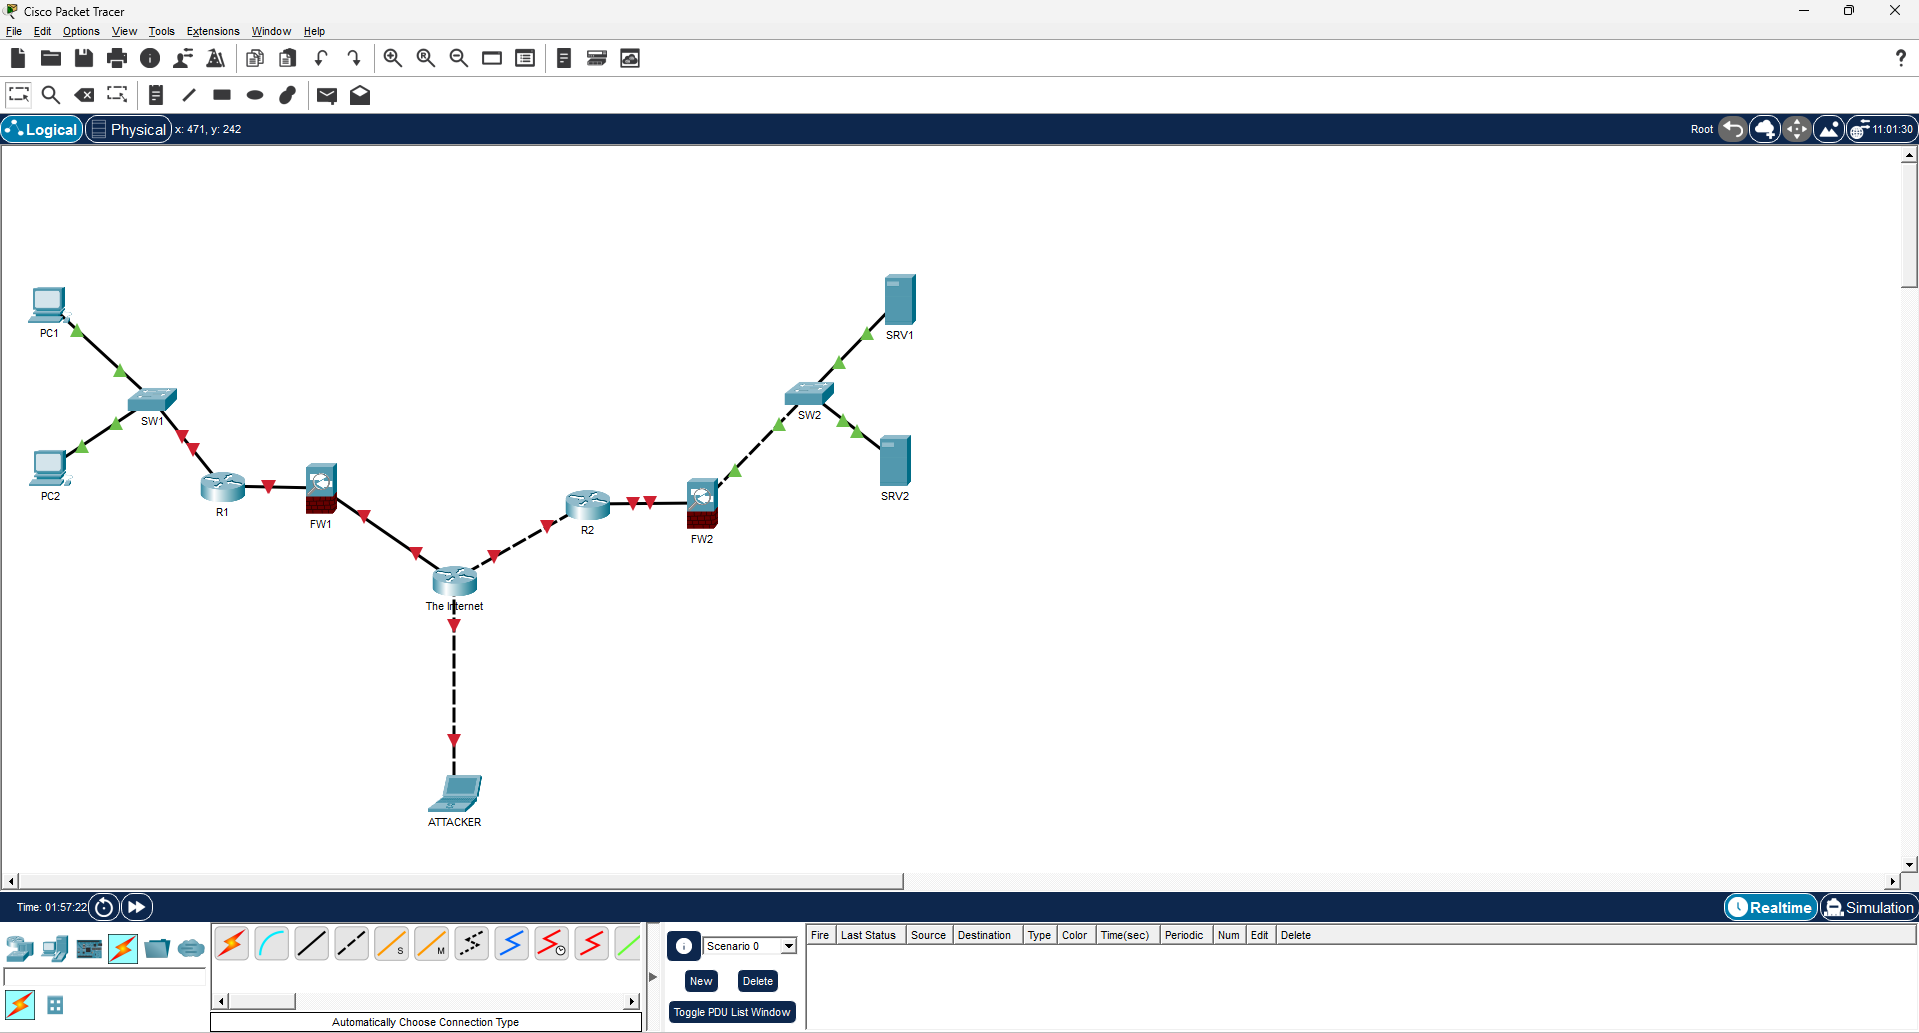 Cisco Packet Tracer
File Edit Options View Tools Extensions Window Help
Logical Physical x: 471, y: 242 Root 11:01:30
SRV1
PC1
SW2
SW1
PC2
SRV2
R1
FW1
R2
FW2
The Internet
ATTACKER
Time: 01:57:22 Realtime Simulation
Fire Last Status Source Destination Type Color Time(sec) Periodic Num Edit Delete
Scenario 0
New Delete
Toggle PDU List Window
Automatically Choose Connection Type
S
M
R
?